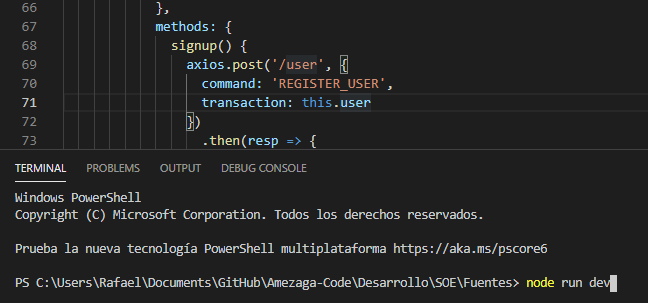 66 },
67 methods: {
68 signup() {
69 axios.post('/user', {
70 command: 'REGISTER_USER',
71 transaction: this.user
72 })
73 .then(resp => {
TERMINAL PROBLEMS OUTPUT DEBUG CONSOLE
Windows PowerShell
Copyright (C) Microsoft Corporation. Todos los derechos reservados.
Prueba la nueva tecnología PowerShell multiplataforma https://aka.ms/pscore6
PS C:\Users\Rafael\Documents\GitHub\Amezaga-Code\Desarrollo\SOE\Fuentes> node run dev